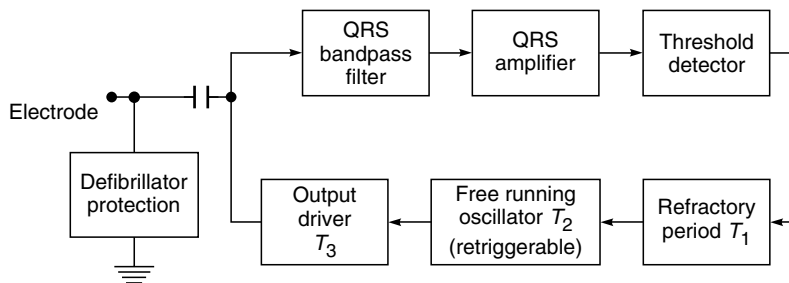 QRS
bandpass
filter
QRS
amplifier
Threshold
detector
Electrode
Defibrillator
protection
Output
driver
T₃
Free running
oscillator T₂
(retriggerable)
Refractory
period T₁